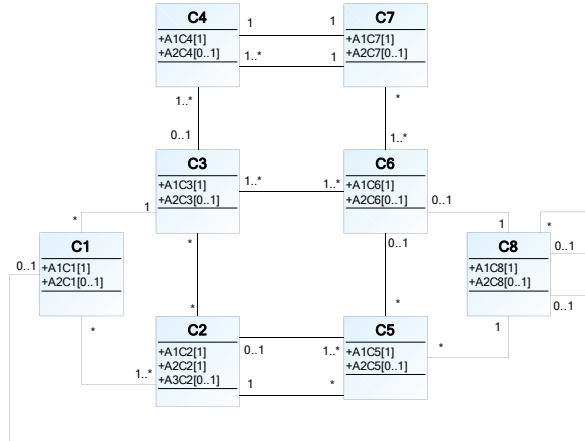 C4
C7
+A1C4[1]
+A2C4[0..1]
1
1
+A1C7[1]
+A2C7[0..1]
1..*
1
1..*
*
0..1
1..*
C3
C6
+A1C3[1]
+A2C3[0..1]
1..*
1..*
+A1C6[1]
+A2C6[0..1]
0..1
1
*
1
*
C1
*
0..1
C8
0..1
0..1
+A1C1[1]
+A2C1[0..1]
+A1C8[1]
+A2C8[0..1]
*
*
0..1
C2
C5
*
1
+A1C2[1]
+A2C2[1]
+A3C2[0..1]
0..1
1..*
+A1C5[1]
+A2C5[0..1]
*
1..*
1
*